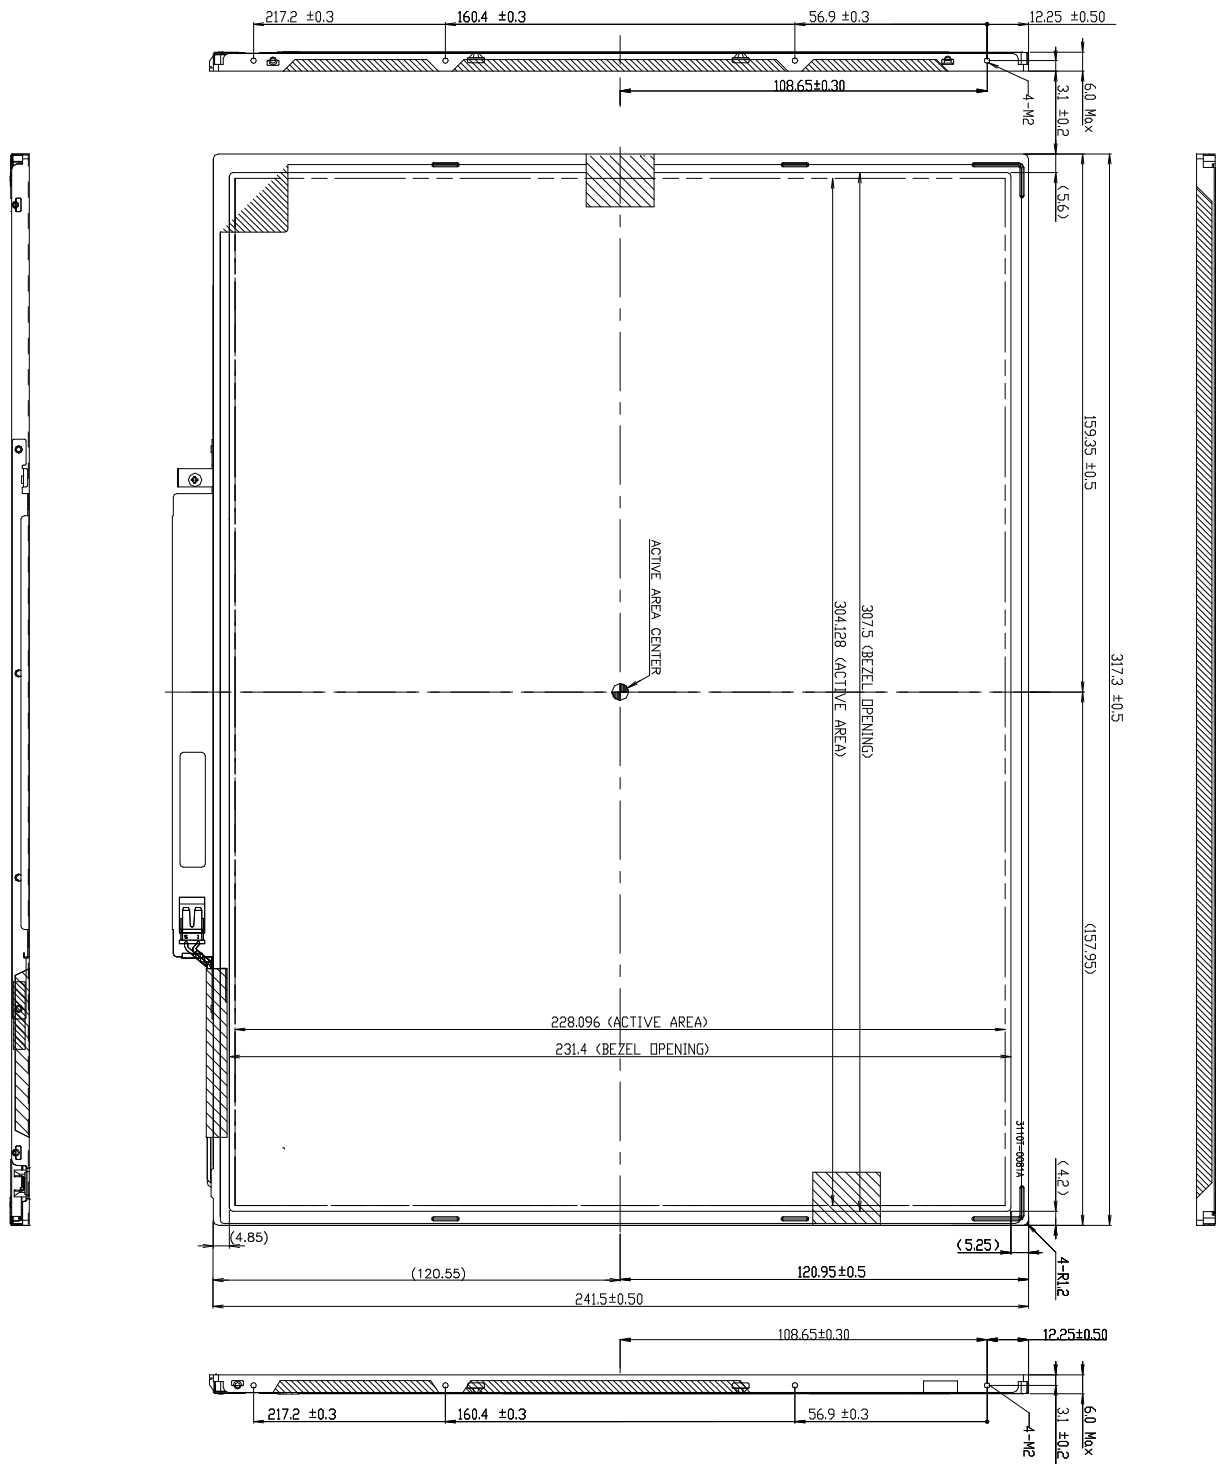 217.2 ±0.3
160.4 ±0.3
56.9 ±0.3
12.25 ±0.50
108.65±0.30
4-M2
3.1 ±0.2
6.0 Max
(5.6)
159.35 ±0.5
317.3 ±0.5
ACTIVE AREA CENTER
304.128 (ACTIVE AREA)
307.5 (BEZEL OPENING)
(157.95)
228.096 (ACTIVE AREA)
231.4 (BEZEL OPENING)
3110T-0081A
(4.2)
(4.85)
(5.25)
4-R1.2
(120.55)
120.95±0.5
241.5±0.50
108.65±0.30
12.25±0.50
217.2 ±0.3
160.4 ±0.3
56.9 ±0.3
4-M2
3.1 ±0.2
6.0 Max